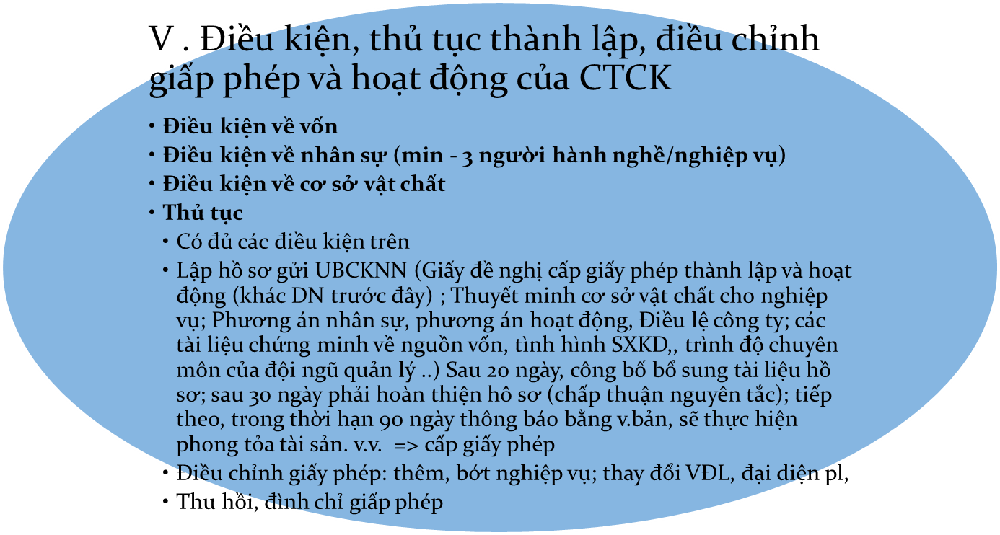 V . Điều kiện, thủ tục thành lập, điều chỉnh
giấp phép và hoạt động của CTCK
• Điều kiện về vốn
• Điều kiện về nhân sự (min - 3 người hành nghề/nghiệp vụ)
• Điều kiện về cơ sở vật chất
• Thủ tục
• Có đủ các điều kiện trên
• Lập hồ sơ gửi UBCKNN (Giấy đề nghị cấp giấy phép thành lập và hoạt
động (khác DN trước đây) ; Thuyết minh cơ sở vật chất cho nghiệp
vụ; Phương án nhân sự, phương án hoạt động, Điều lệ công ty; các
tài liệu chứng minh về nguồn vốn, tình hình SXKD,, trình độ chuyên
môn của đội ngũ quản lý ..) Sau 20 ngày, công bố bổ sung tài liệu hồ
sơ; sau 30 ngày phải hoàn thiện hô sơ (chấp thuận nguyên tắc); tiếp
theo, trong thời hạn 90 ngày thông báo bằng v.bản, sẽ thực hiện
phong tỏa tài sản. v.v.  => cấp giấy phép
• Điều chỉnh giấy phép: thêm, bớt nghiệp vụ; thay đổi VĐL, đại diện pl,
• Thu hồi, đình chỉ giấp phép